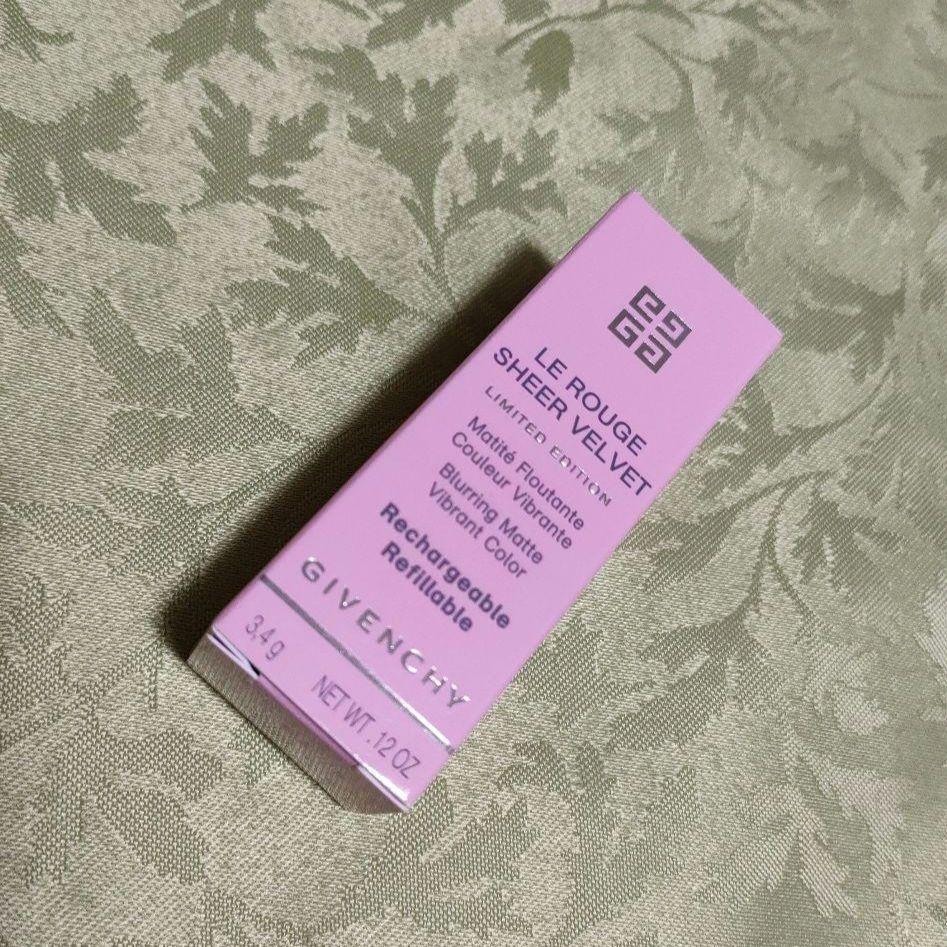 LE ROUGE
SHEER VELVET
LIMITED EDITION
Matité Floutante
Couleur Vibrante
Blurring Matte
Vibrant Color
Rechargeable
Refillable
GIVENCHY
3,4 g
NET WT. .12 OZ